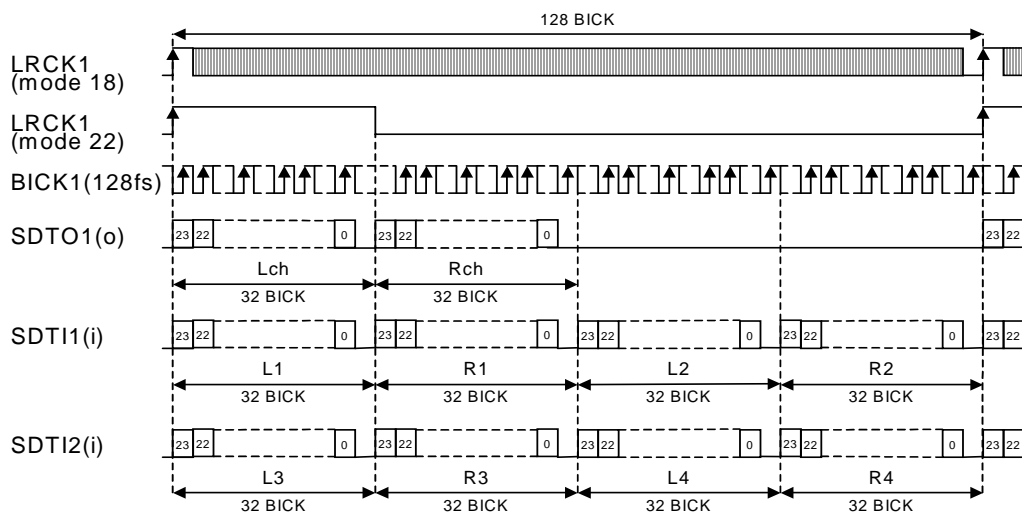 128 BICK
LRCK1
(mode 18)
LRCK1
(mode 22)
BICK1(128fs)
SDTO1(o)
23 22 0 23 22 0 23 22
Lch Rch
32 BICK 32 BICK
SDTI1(i)
23 22 0 23 22 0 23 22 0 23 22 0 23 22
L1 R1 L2 R2
32 BICK 32 BICK 32 BICK 32 BICK
SDTI2(i)
23 22 0 23 22 0 23 22 0 23 22 0 23 22
L3 R3 L4 R4
32 BICK 32 BICK 32 BICK 32 BICK